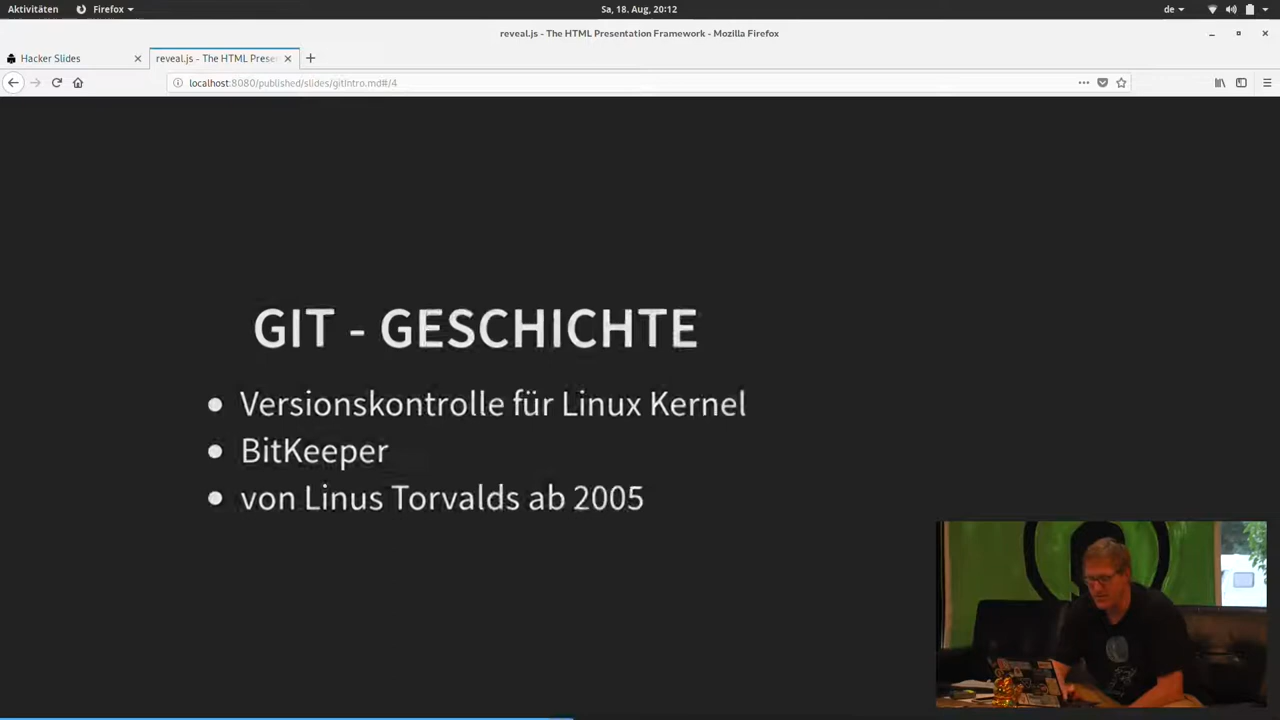 Aktivitäten
Firefox
Sa, 18. Aug, 20:12
de
reveal.js - The HTML Presentation Framework - Mozilla Firefox
Hacker Slides
reveal.js - The HTML Prese
localhost:8080/published/slides/gitIntro.md#/4
GIT - GESCHICHTE
Versionskontrolle für Linux Kernel
BitKeeper
von Linus Torvalds ab 2005